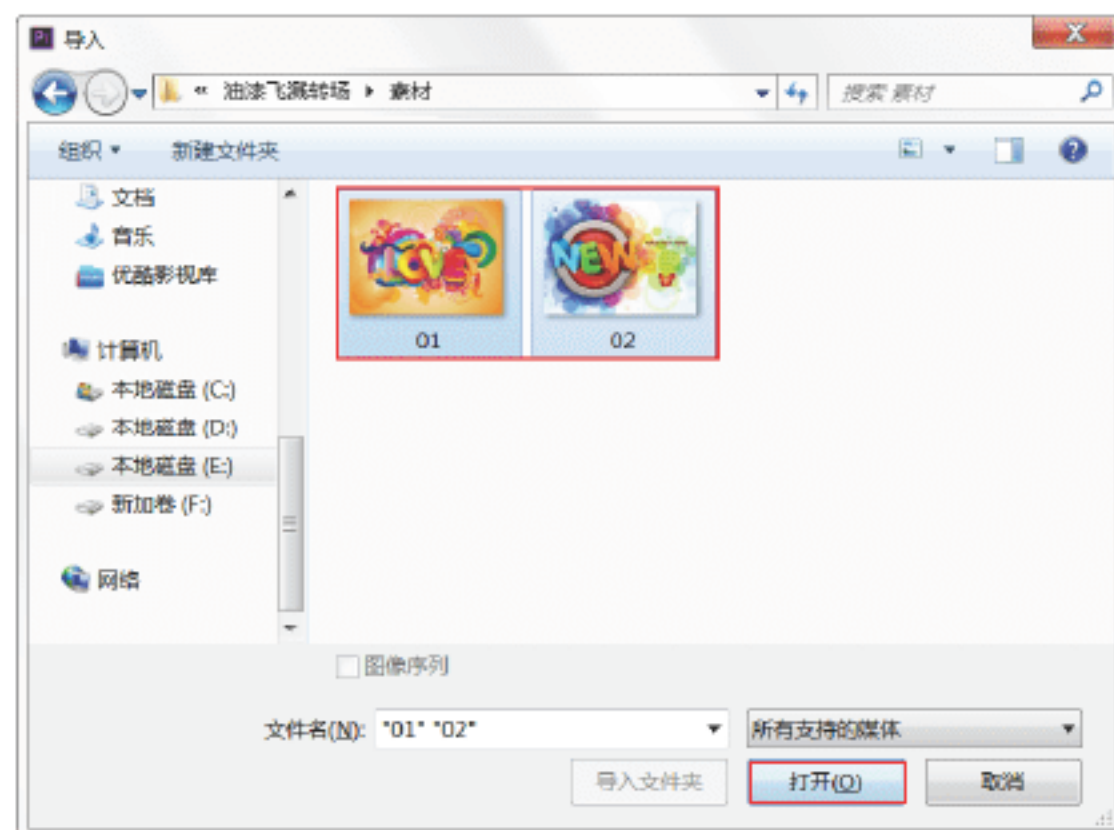 Pr 导入
« 油漆飞溅转场 ▸ 素材 搜索 素材
组织 新建文件夹
文档
音乐
优酷影视库
计算机
本地磁盘 (C:)
本地磁盘 (D:)
本地磁盘 (E:)
新加卷 (F:)
网络
LOVE
NEW
01 02
图像序列
文件名(N): "01" "02" 所有支持的媒体
导入文件夹 打开(O) 取消